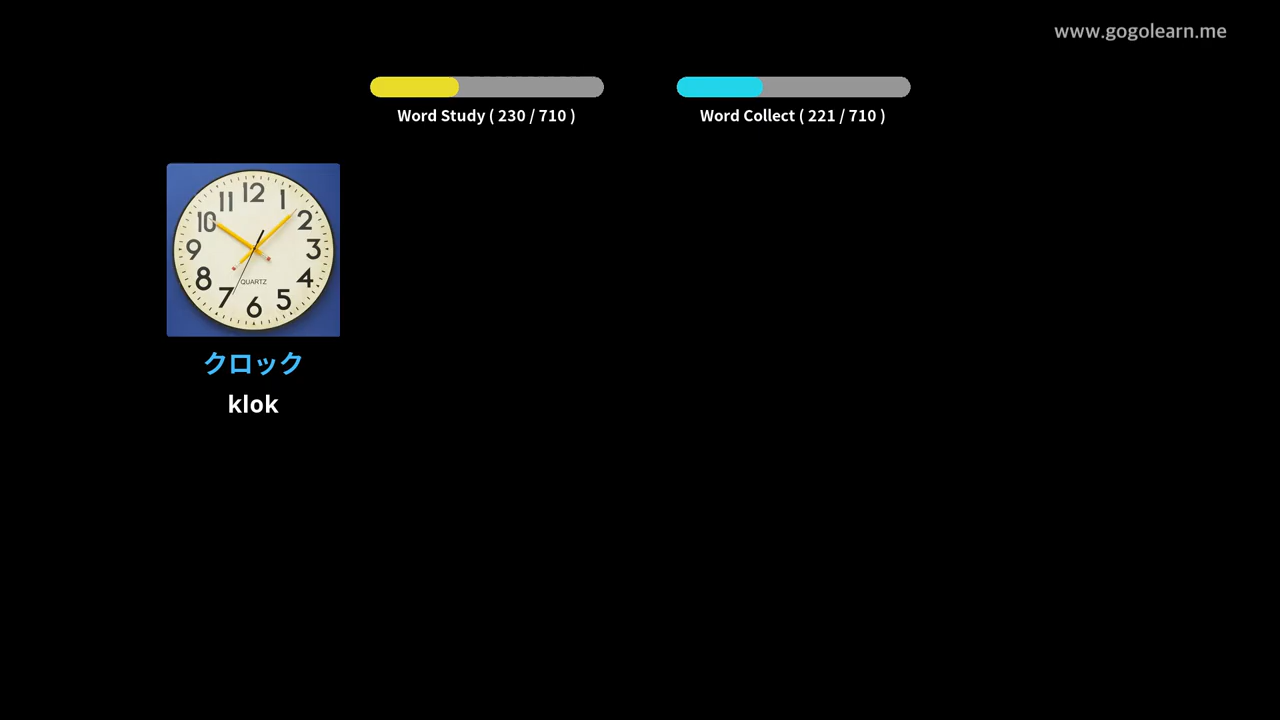 www.gogolearn.me
Word Study ( 230 / 710 )
Word Collect ( 221 / 710 )
12
11
1
10
2
9
3
8
4
QUARTZ
7
5
6
クロック
klok